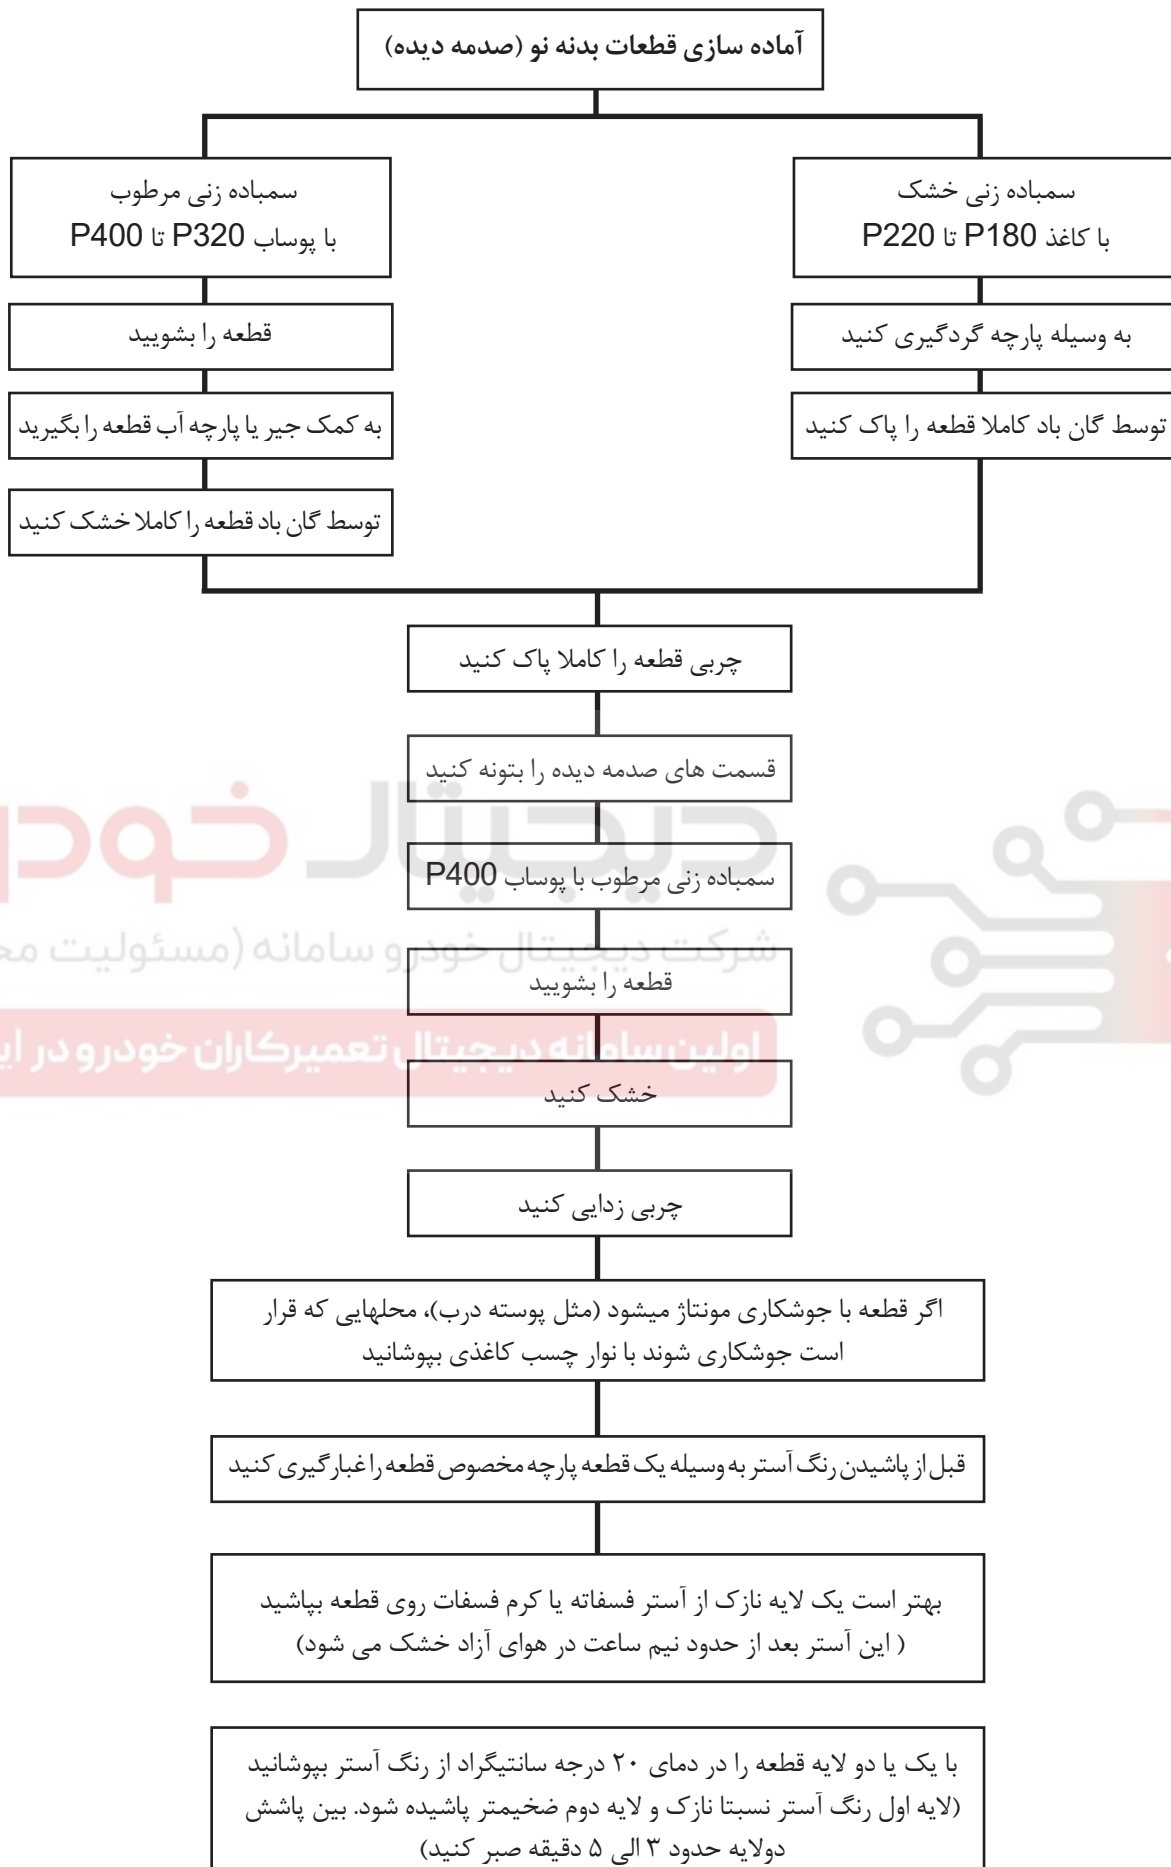 آماده سازی قطعات بدنه نو (صدمه دیده)
سمباده زنی خشک
با کاغذ P180 تا P220
به وسیله پارچه گردگیری کنید
توسط گان باد کاملا قطعه را پاک کنید
سمباده زنی مرطوب
با پوساب P320 تا P400
قطعه را بشویید
به کمک جیر یا پارچه آب قطعه را بگیرید
توسط گان باد قطعه را کاملا خشک کنید
چربی قطعه را کاملا پاک کنید
قسمت های صدمه دیده را بتونه کنید
سمباده زنی مرطوب با پوساب P400
قطعه را بشویید
خشک کنید
چربی زدایی کنید
اگر قطعه با جوشکاری مونتاژ میشود (مثل پوسته درب)، محلهایی که قرار
است جوشکاری شوند با نوار چسب کاغذی بپوشانید
قبل از پاشیدن رنگ آستر به وسیله یک قطعه پارچه مخصوص قطعه را غبارگیری کنید
بهتر است یک لایه نازک از آستر فسفاته یا کرم فسفات روی قطعه بپاشید
( این آستر بعد از حدود نیم ساعت در هوای آزاد خشک می شود)
با یک یا دو لایه قطعه را در دمای ۲۰ درجه سانتیگراد از رنگ آستر بپوشانید
(لایه اول رنگ آستر نسبتا نازک و لایه دوم ضخیمتر پاشیده شود. بین پاشش
دولایه حدود ۳ الی ۵ دقیقه صبر کنید)
دیجیتال خودر
شرکت دیجیتال خودرو سامانه (مسئولیت
اولین سامانه دیجیتال تعمیرکاران خودرو در